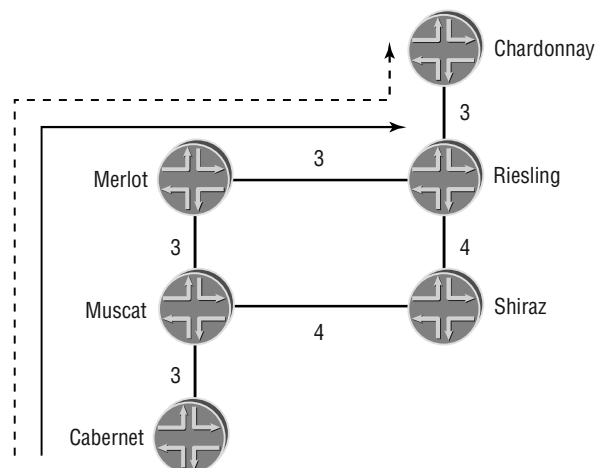 Chardonnay
3
Merlot
3
Riesling
3
4
Muscat
4
Shiraz
3
Cabernet